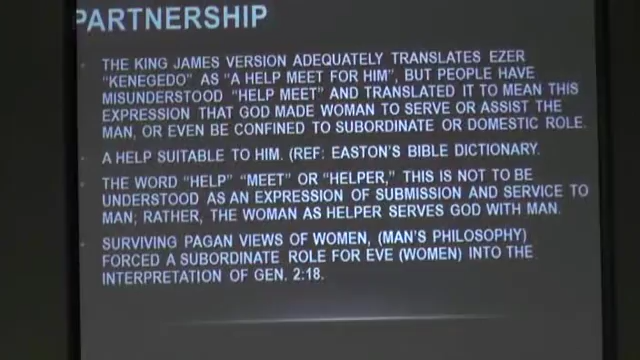 PARTNERSHIP
THE KING JAMES VERSION ADEQUATELY TRANSLATES EZER
"KENEGEDO" AS "A HELP MEET FOR HIM", BUT PEOPLE HAVE
MISUNDERSTOOD "HELP MEET" AND TRANSLATED IT TO MEAN THIS
EXPRESSION THAT GOD MADE WOMAN TO SERVE OR ASSIST THE
MAN, OR EVEN BE CONFINED TO SUBORDINATE OR DOMESTIC ROLE.
A HELP SUITABLE TO HIM. (REF: EASTON'S BIBLE DICTIONARY.
THE WORD "HELP" "MEET" OR "HELPER," THIS IS NOT TO BE
UNDERSTOOD AS AN EXPRESSION OF SUBMISSION AND SERVICE TO
MAN; RATHER, THE WOMAN AS HELPER SERVES GOD WITH MAN.
SURVIVING PAGAN VIEWS OF WOMEN, (MAN'S PHILOSOPHY)
FORCED A SUBORDINATE ROLE FOR EVE (WOMEN) INTO THE
INTERPRETATION OF GEN. 2:18.